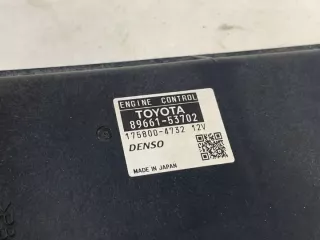 ENGINE CONTROL
TOYOTA
89661-53702
175800-4732 12V
DENSO
MADE IN JAPAN